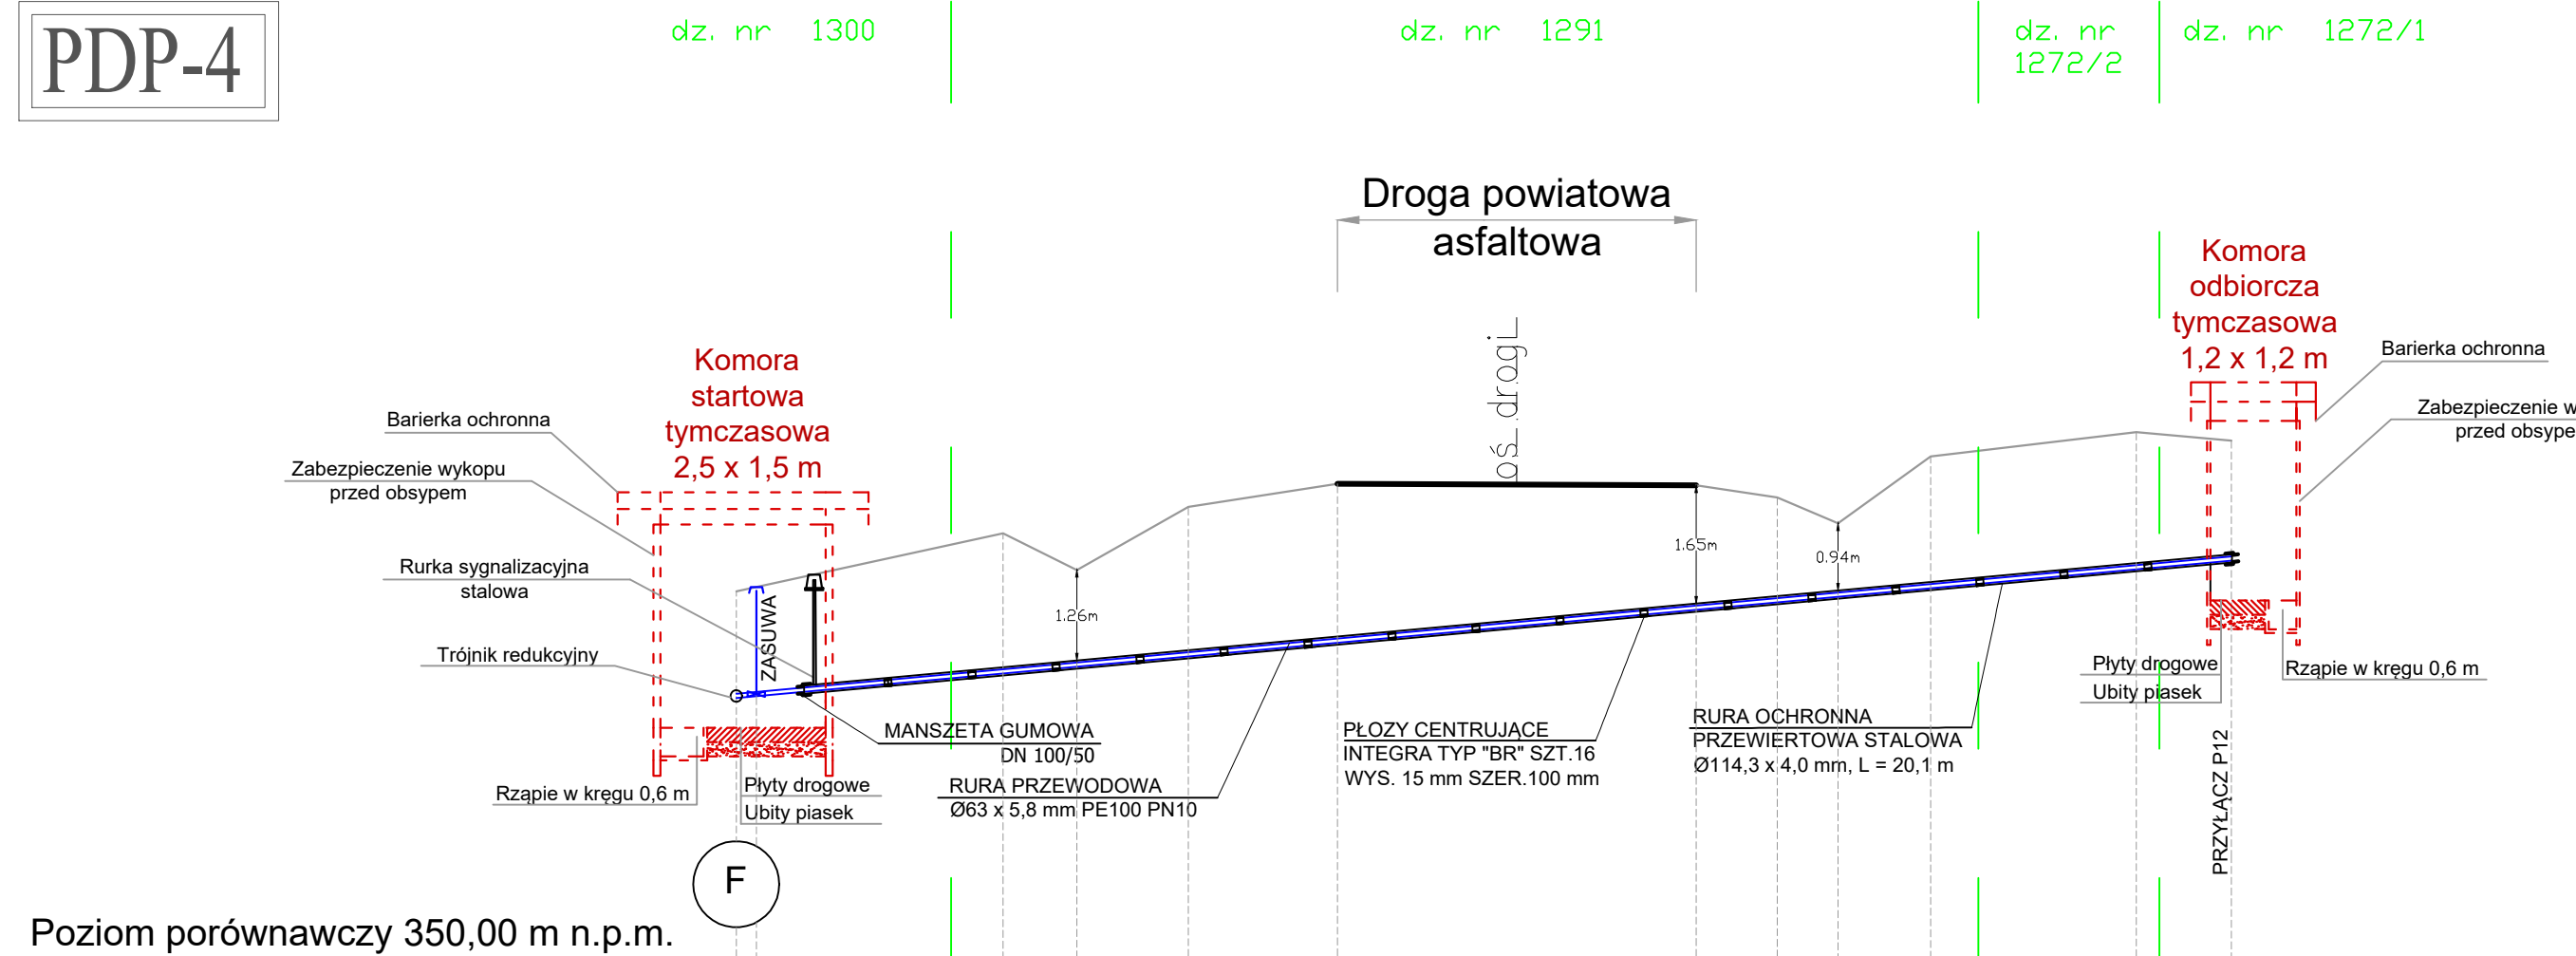 PDP-4
dz. nr 1300
dz. nr 1291
dz. nr
1272/2
dz. nr 1272/1
Droga powiatowa
asfaltowa
oś drogi
Komora
odbiorcza
tymczasowa
1,2 x 1,2 m
Barierka ochronna
Zabezpieczenie w
przed obsype
Komora
startowa
tymczasowa
2,5 x 1,5 m
Barierka ochronna
Zabezpieczenie wykopu
przed obsypem
Rurka sygnalizacyjna
stalowa
Trójnik redukcyjny
ZASUWA
1.26m
1.65m
0.94m
MANSZETA GUMOWA
DN 100/50
RURA PRZEWODOWA
Ø63 x 5,8 mm PE100 PN10
PŁOZY CENTRUJĄCE
INTEGRA TYP "BR" SZT.16
WYS. 15 mm SZER.100 mm
RURA OCHRONNA
PRZEWIERTOWA STALOWA
Ø114,3 x 4,0 mm, L = 20,1 m
Płyty drogowe
Ubity piasek
Rząpie w kręgu 0,6 m
PRZYŁĄCZ P12
Rząpie w kręgu 0,6 m
Płyty drogowe
Ubity piasek
F
Poziom porównawczy 350,00 m n.p.m.